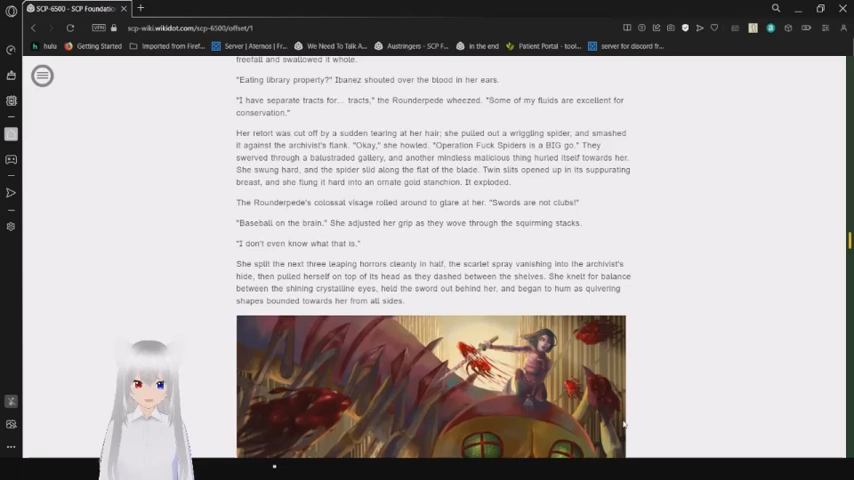 SCP-6500 - SCP Foundatio
scp-wiki.wikidot.com/scp-6500/offset/1
VPN
hulu
Getting Started
Imported from Firef...
Server | Aternos | Fr...
We Need To Talk A...
Austringers - SCP F...
in the end
Patient Portal - tool...
server for discord fr...
freefall and swallowed it whole.
"Eating library property?" Ibanez shouted over the blood in her ears.
"I have separate tracts for... tracts," the Rounderpede wheezed. "Some of my fluids are excellent for
conservation."
Her retort was cut off by a sudden tearing at her hair; she pulled out a wriggling spider, and smashed
it against the archivist's flank. "Okay," she howled. "Operation Fuck Spiders is a BIG go." They
swerved through a balustraded gallery, and another mindless malicious thing hurled itself towards her.
She swung hard, and the spider slid along the flat of the blade. Twin slits opened up in its suppurating
breast, and she flung it hard into an ornate gold stanchion. It exploded.
The Rounderpede's colossal visage rolled around to glare at her. "Swords are not clubs!"
"Baseball on the brain." She adjusted her grip as they wove through the squirming stacks.
"I don't even know what that is."
She split the next three leaping horrors cleanly in half, the scarlet spray vanishing into the archivist's
hide, then pulled herself on top of its head as they dashed between the shelves. She knelt for balance
between the shining crystalline eyes, held the sword out behind her, and began to hum as quivering
shapes bounded towards her from all sides.